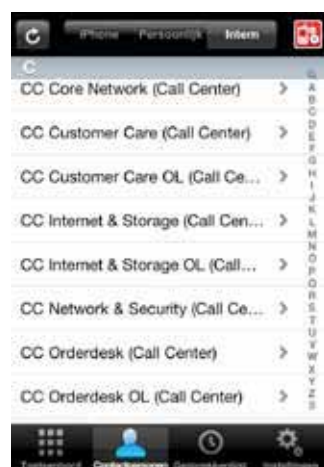 iPhone Persoonlijk Intern
C
CC Core Network (Call Center)
CC Customer Care (Call Center)
CC Customer Care OL (Call Ce...
CC Internet & Storage (Call Cen...
CC Internet & Storage OL (Call...
CC Network & Security (Call Ce...
CC Orderdesk (Call Center)
CC Orderdesk OL (Call Center)
A
B
C
D
E
F
G
H
I
J
K
L
M
N
O
P
Q
R
S
T
U
V
W
X
Y
Z